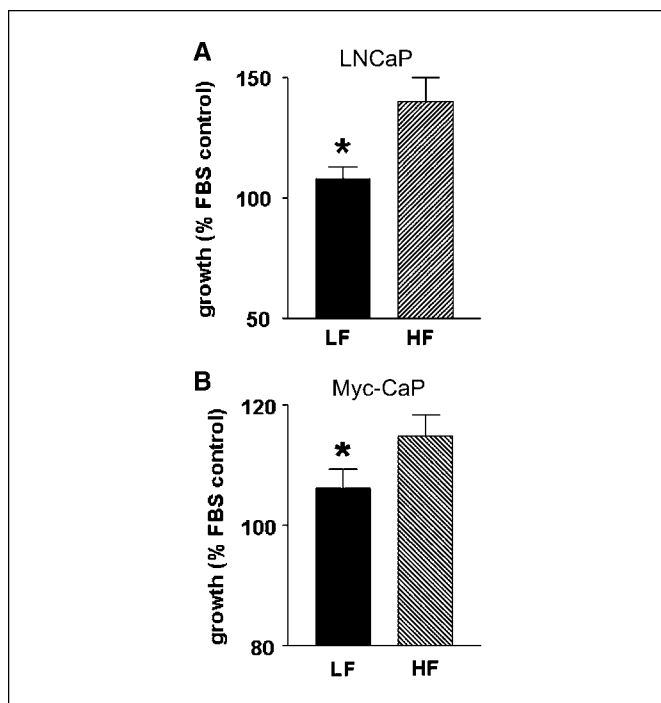 A
LNCaP
growth (% FBS control)
150
100
50
*
LF
HF
B
Myc-CaP
growth (% FBS control)
120
100
80
*
LF
HF